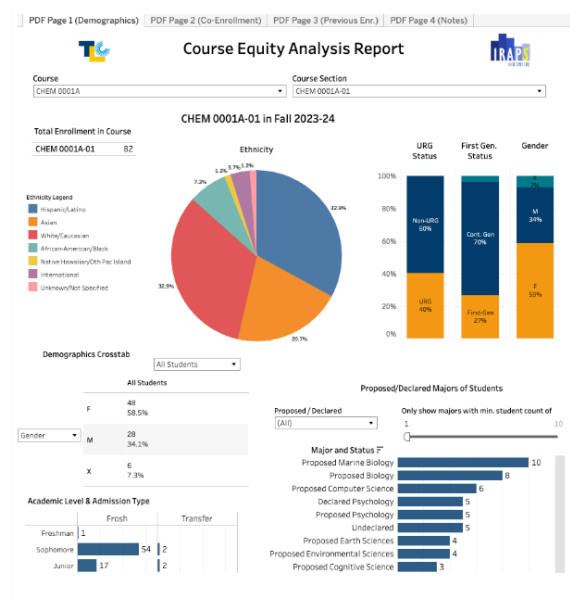 PDF Page 1 (Demographics) PDF Page 2 (Co-Enrollment) PDF Page 3 (Previous Enr.) PDF Page 4 (Notes)
TLC
Course Equity Analysis Report
IRAPS
Course
CHEM 0001A
Course Section
CHEM 0001A-01
CHEM 0001A-01 in Fall 2023-24
Total Enrollment in Course
CHEM 0001A-01 82
Ethnicity
Ethnicity Legend
Hispanic/Latino
Asian
White/Caucasian
African-American/Black
Native Hawaiian/Oth Pac Island
International
Unknown/Not Specified
7.3%
1.2%
3.7%
1.2%
32.9%
32.9%
20.7%
URG Status
First Gen. Status
Gender
100%
80%
60%
40%
20%
0%
Non-URG
60%
URG
40%
Cont. Gen
70%
First-Gen
27%
X
7%
M
34%
F
59%
Demographics Crosstab
All Students
All Students
Gender
F
48
58.5%
M
28
34.1%
X
6
7.3%
Academic Level & Admission Type
Frosh Transfer
Freshman 1
Sophomore 54 2
Junior 17 2
Proposed/Declared Majors of Students
Proposed / Declared
(All)
Only show majors with min. student count of
1 10
Major and Status
Proposed Marine Biology 10
Proposed Biology 8
Proposed Computer Science 6
Declared Psychology 5
Proposed Psychology 5
Undeclared 5
Proposed Earth Sciences 4
Proposed Environmental Sciences 4
Proposed Cognitive Science 3